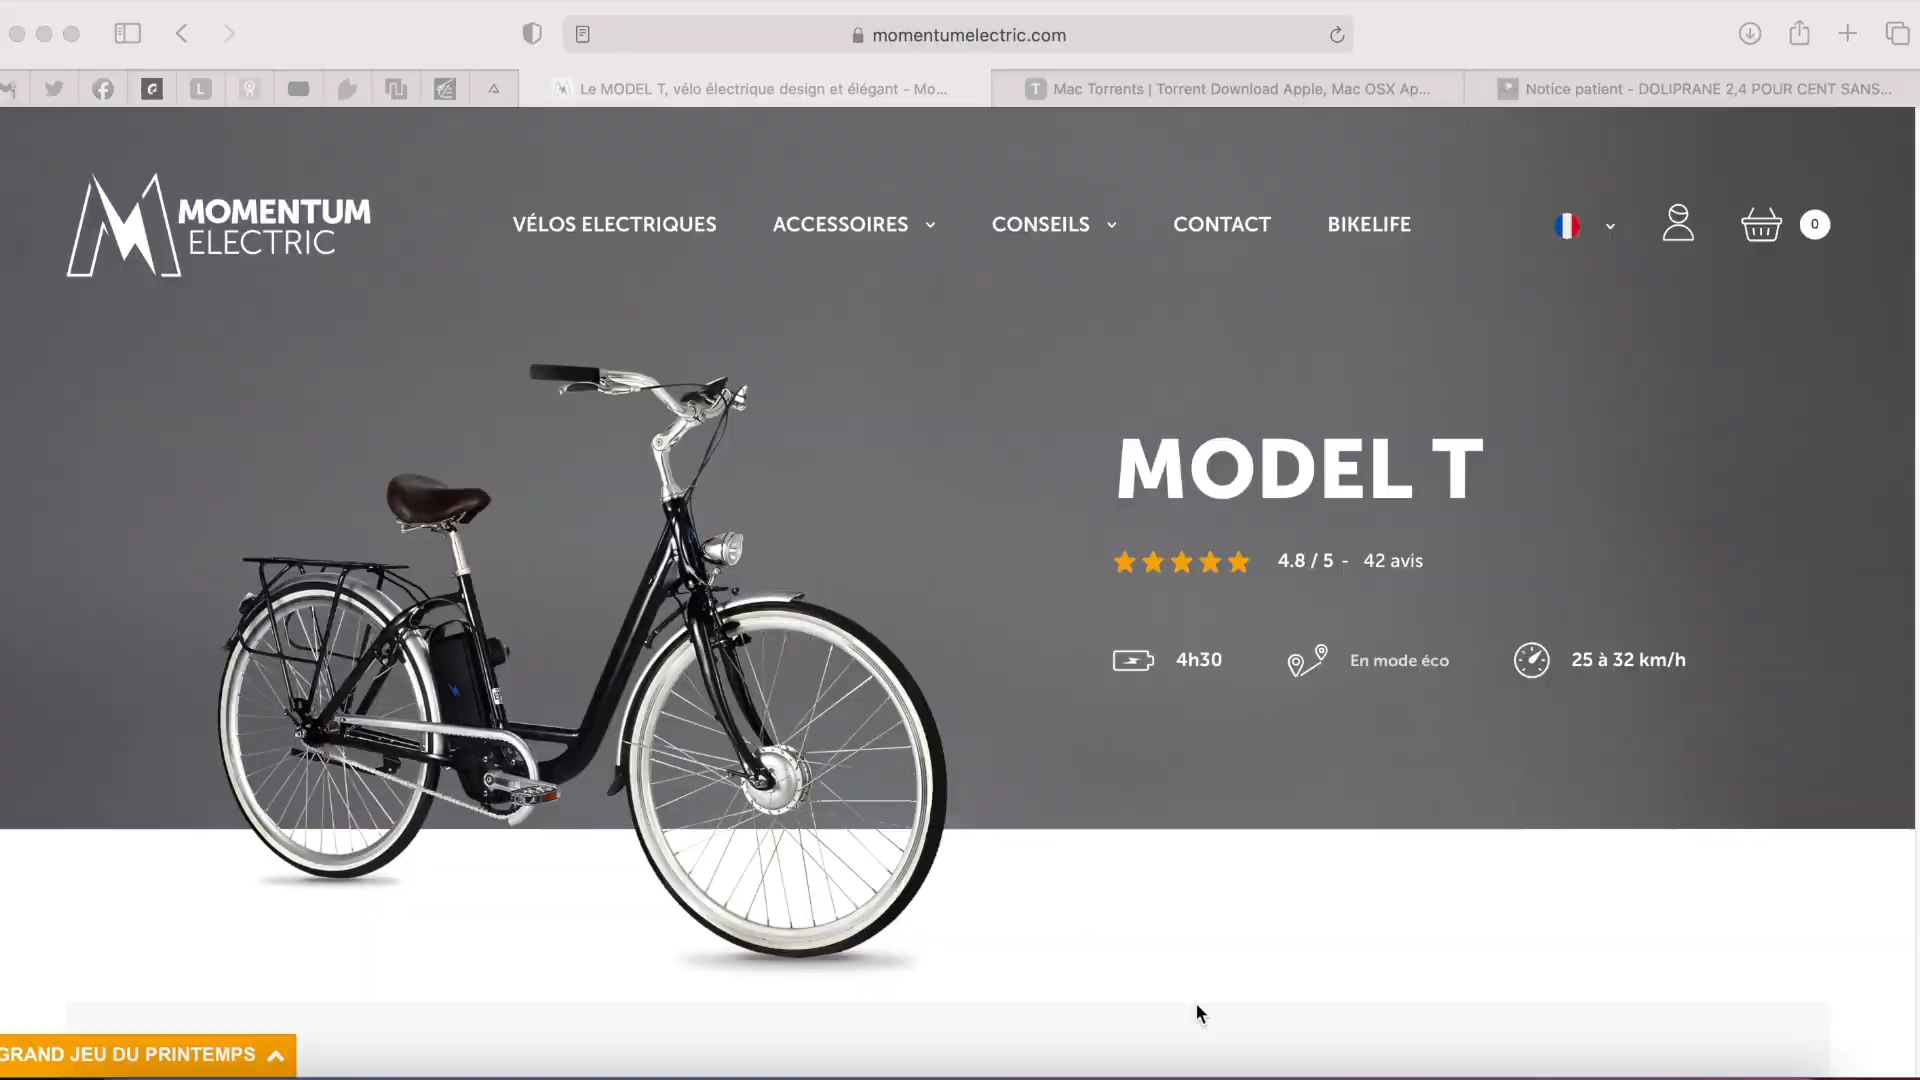 momentumelectric.com
Le MODEL T, vélo électrique design et élégant - Mo...
Mac Torrents | Torrent Download Apple, Mac OSX Ap...
Notice patient - DOLIPRANE 2,4 POUR CENT SANS...
MOMENTUM
ELECTRIC
VÉLOS ELECTRIQUES
ACCESSOIRES
CONSEILS
CONTACT
BIKELIFE
0
MODEL T
4.8 / 5 - 42 avis
4h30
En mode éco
25 à 32 km/h
GRAND JEU DU PRINTEMPS